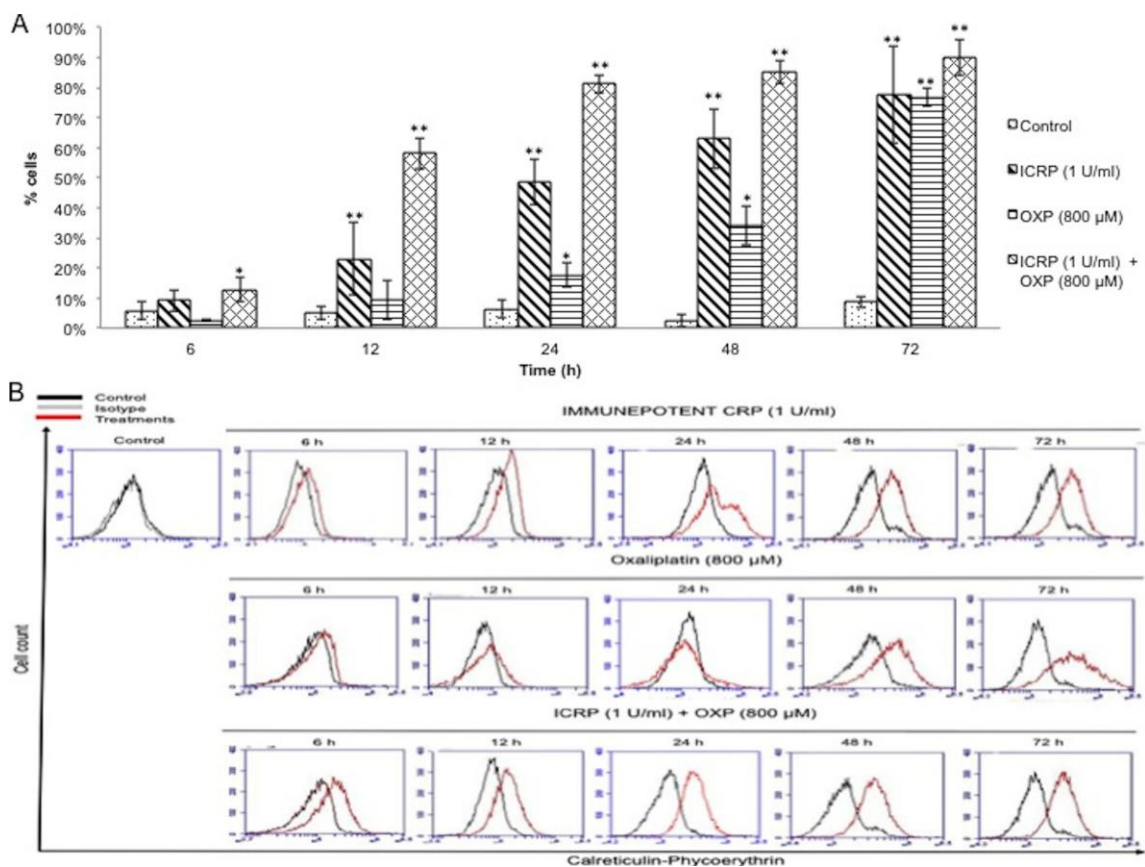 A
100%
90%
80%
70%
60%
50%
40%
30%
20%
10%
0%
% cells
*
**
**
**
*
**
**
*
**
**
**
**
6 12 24 48 72
Time (h)
Control
ICRP (1 U/ml)
OXP (800 µM)
ICRP (1 U/ml) +
OXP (800 µM)
B
Control
Isotype
Treatments
IMMUNEPOTENT CRP (1 U/ml)
Control 6 h 12 h 24 h 48 h 72 h
Oxaliplatin (800 µM)
6 h 12 h 24 h 48 h 72 h
ICRP (1 U/ml) + OXP (800 µM)
6 h 12 h 24 h 48 h 72 h
Cell count
Calreticulin-Phycoerythrin